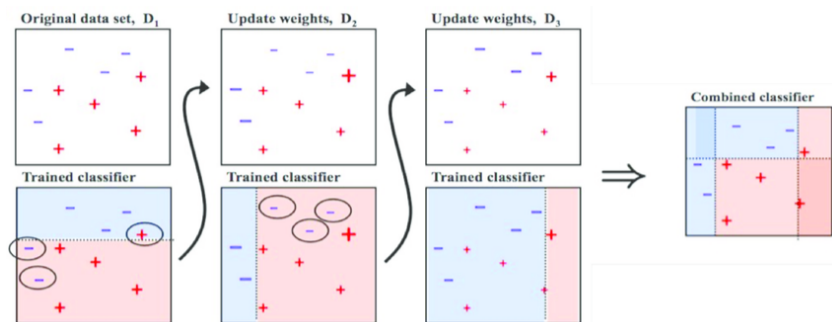 Original data set, D₁
Update weights, D₂
Update weights, D₃
Combined classifier
Trained classifier
Trained classifier
Trained classifier